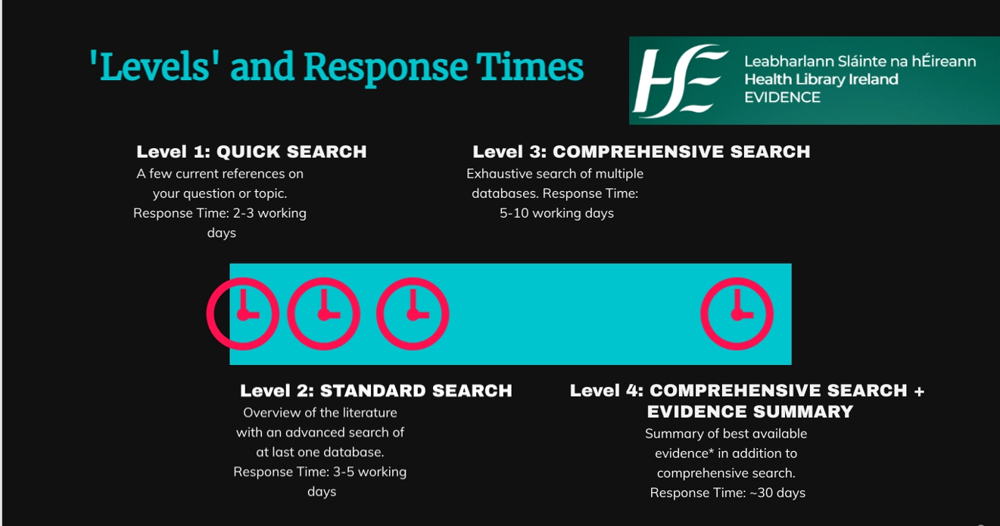 'Levels' and Response Times
Leabharlann Sláinte na hÉireann
Health Library Ireland
EVIDENCE
Level 1: QUICK SEARCH
A few current references on
your question or topic.
Response Time: 2-3 working
days
Level 3: COMPREHENSIVE SEARCH
Exhaustive search of multiple
databases. Response Time:
5-10 working days
Level 2: STANDARD SEARCH
Overview of the literature
with an advanced search of
at last one database.
Response Time: 3-5 working
days
Level 4: COMPREHENSIVE SEARCH +
EVIDENCE SUMMARY
Summary of best available
evidence* in addition to
comprehensive search.
Response Time: ~30 days